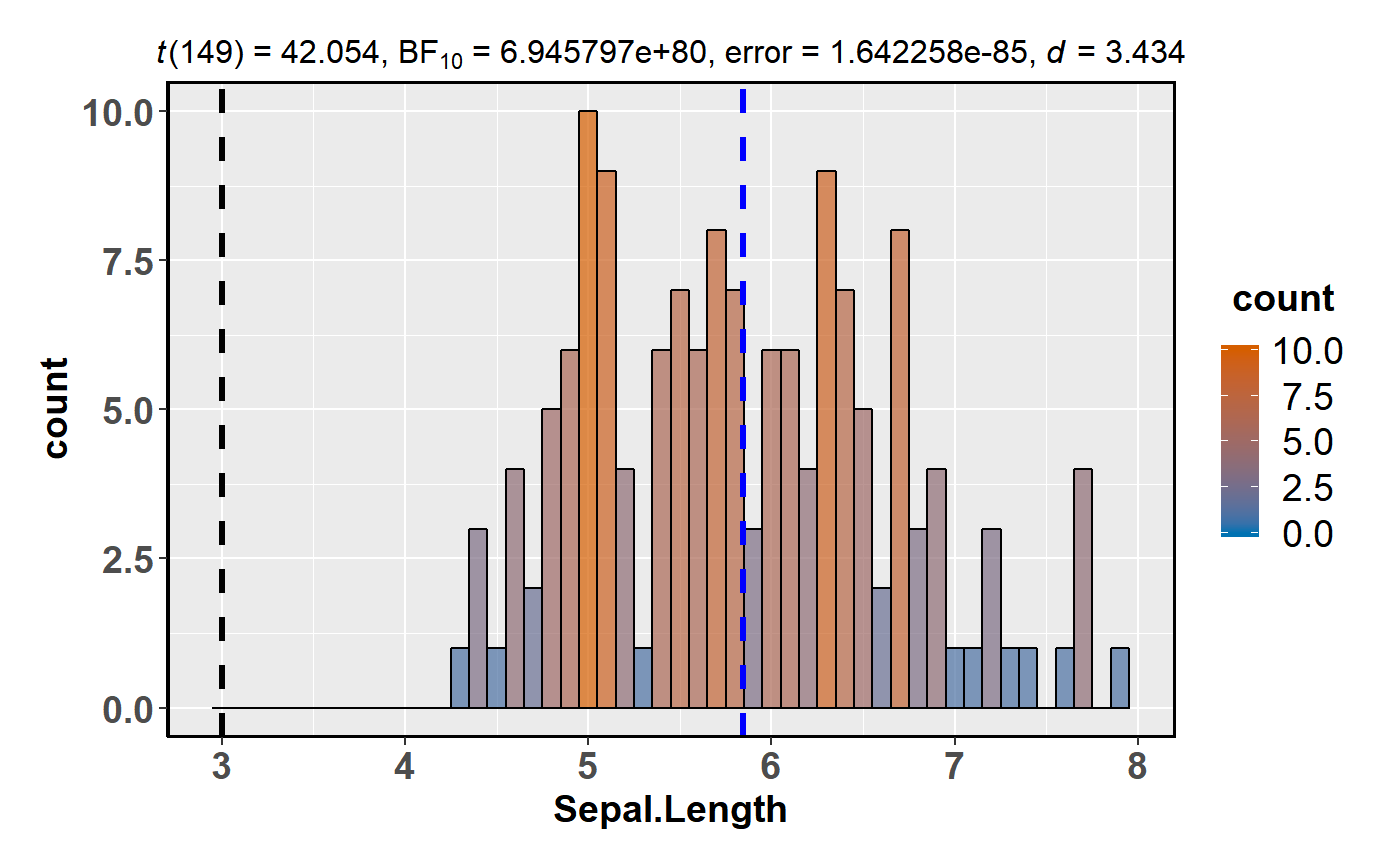 t(149) = 42.054, BF₁₀ = 6.945797e+80, error = 1.642258e-85, d = 3.434
10.0
7.5
5.0
2.5
0.0
count
3 4 5 6 7 8
Sepal.Length
count
10.0
7.5
5.0
2.5
0.0